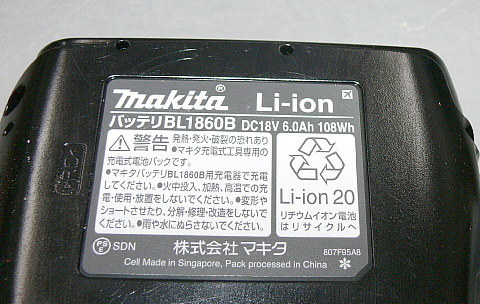 makita® Li-ion
バッテリBL1860B DC18V 6.0Ah 108Wh
警告 発熱・発火・破裂の恐れあり
●マキタ充電式工具専用の
充電式電池パックです。
●マキタバッテリBL1860B用充電器で充電
してください。●火中投入、加熱、高温での充
電・使用・放置をしないでください。●変形や
ショートさせたり、分解・修理・改造をしない
でください。●雨や水にぬらさないでください。
Li-ion 20
リチウムイオン電池
はリサイクルへ
PS E SDN 株式会社マキタ 807F95A8
Cell Made in Singapore, Pack processed in China